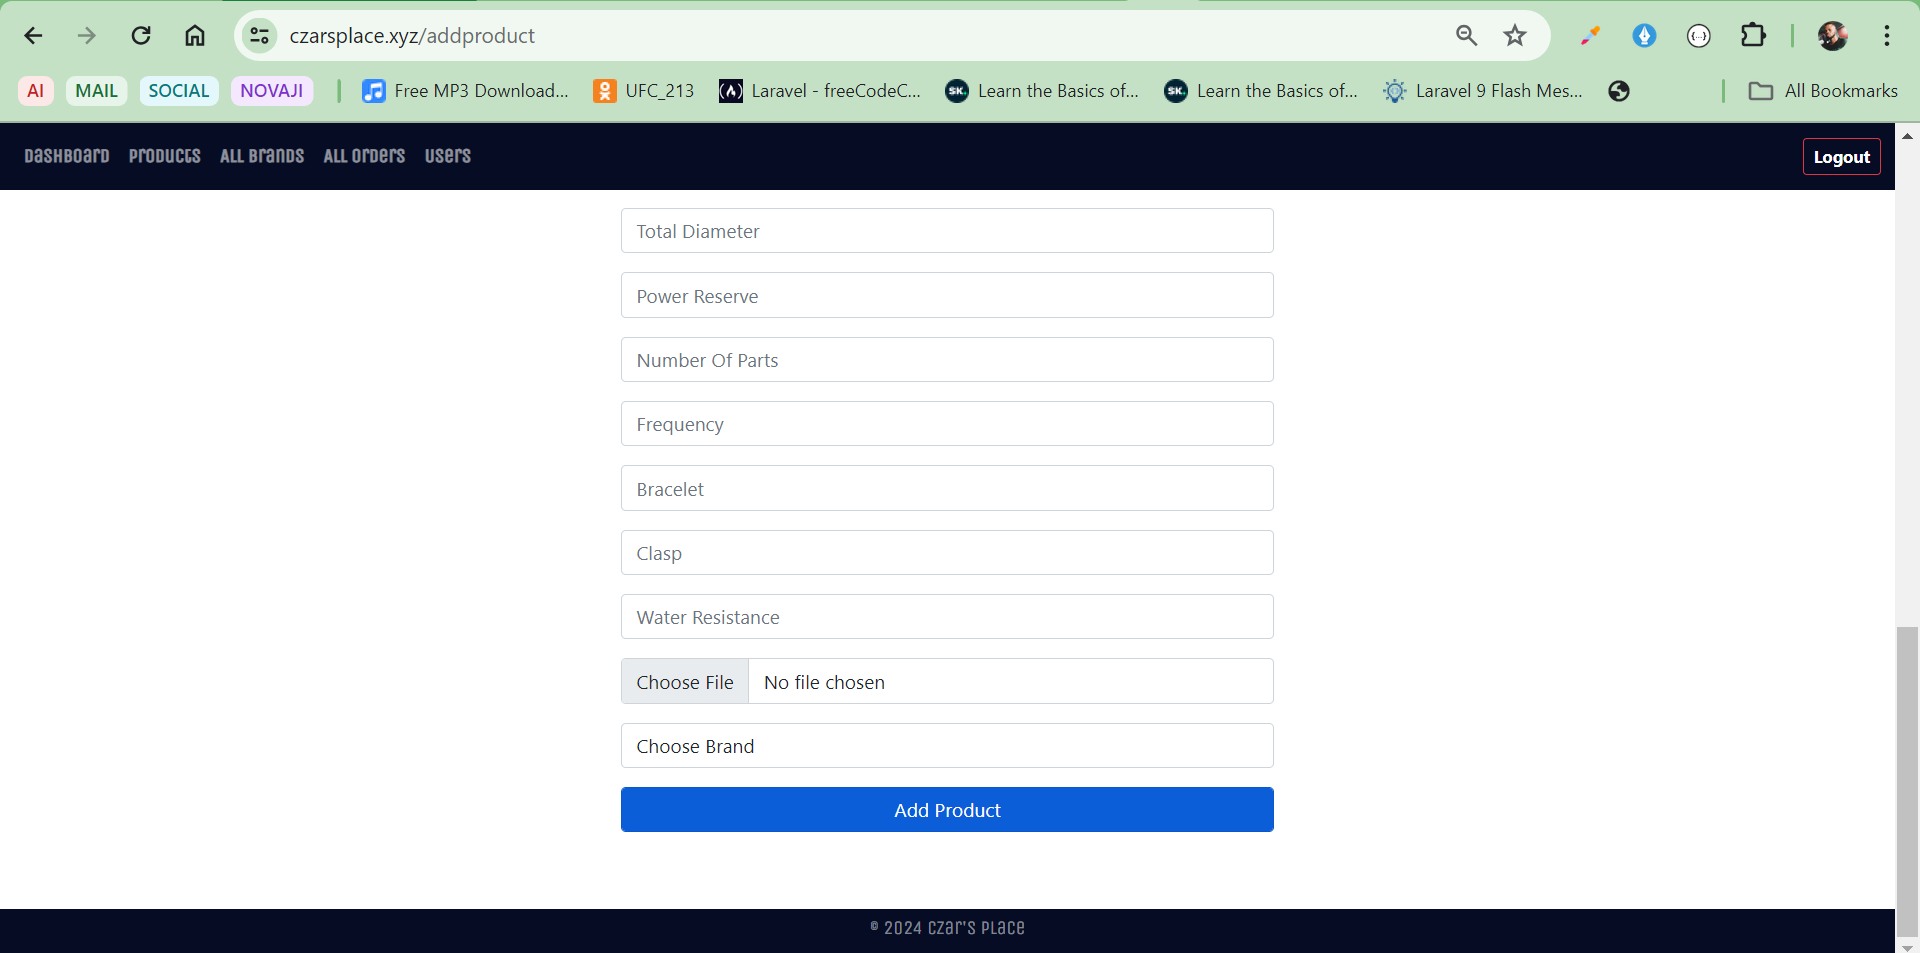 czarsplace.xyz/addproduct
AI MAIL SOCIAL NOVAJI Free MP3 Download... UFC_213 Laravel - freeCodeC... SK. Learn the Basics of... SK. Learn the Basics of... Laravel 9 Flash Mes... All Bookmarks
Dashboard Products All Brands All Orders Users Logout
Total Diameter
Power Reserve
Number Of Parts
Frequency
Bracelet
Clasp
Water Resistance
Choose File No file chosen
Choose Brand
Add Product
© 2024 Czar's Place